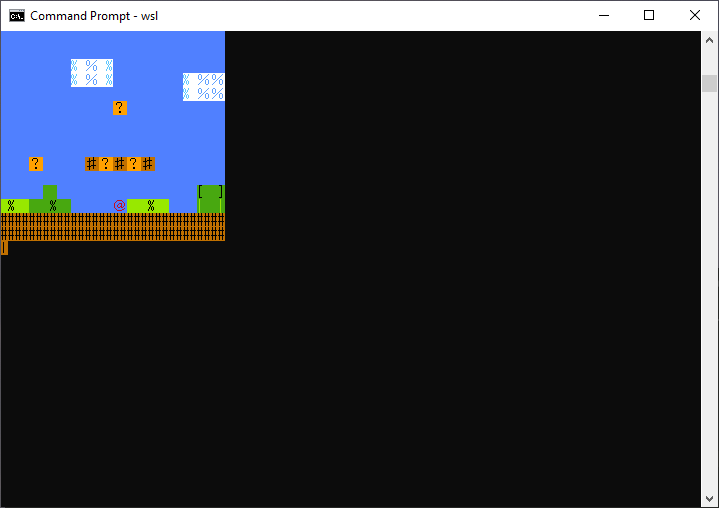 Command Prompt - wsl
% % %
% % %
% %%
% %%
?
?
#?#?#
[ ]
% % @ %